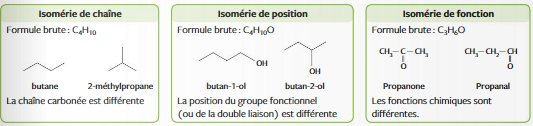 Isomérie de chaîne
Formule brute : C₄H₁₀
butane
2-méthylpropane
La chaîne carbonée est différente
Isomérie de position
Formule brute : C₄H₁₀O
OH
OH
butan-1-ol
butan-2-ol
La position du groupe fonctionnel
(ou de la double liaison) est différente
Isomérie de fonction
Formule brute : C₃H₆O
CH₃–C–CH₃
O
CH₃–CH₂–CH
O
Propanone
Propanal
Les fonctions chimiques sont
différentes.